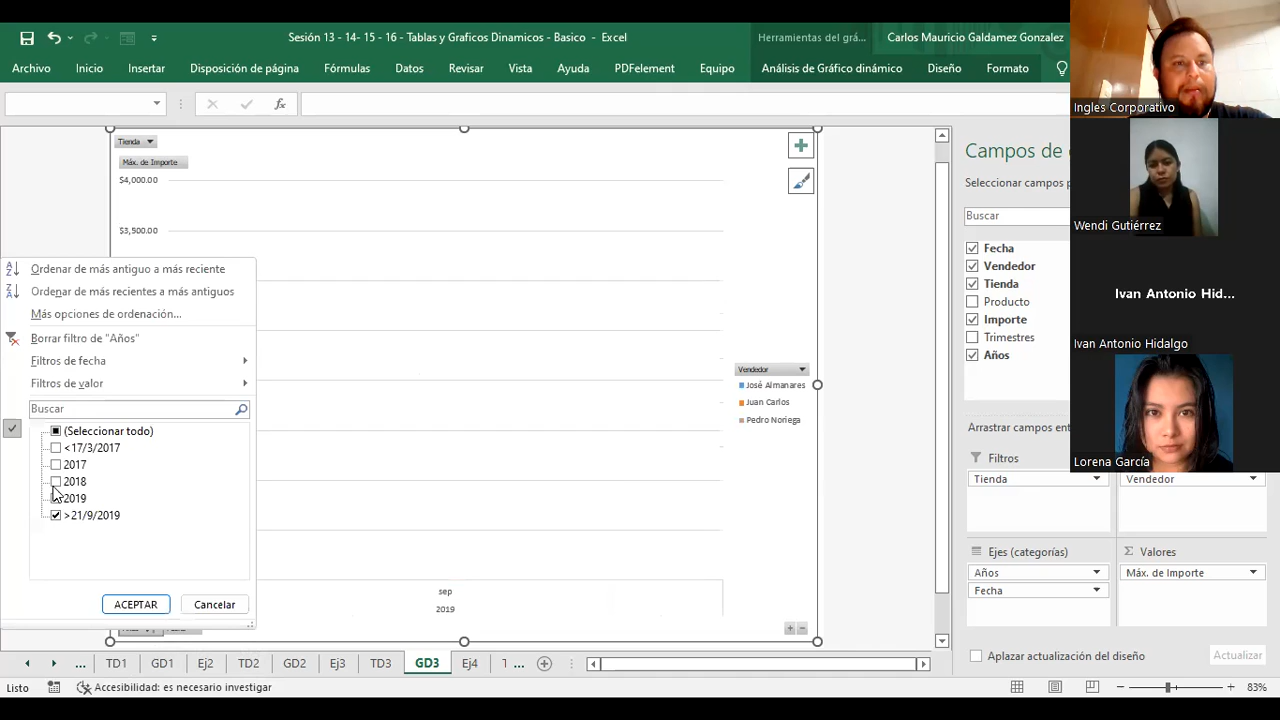 Sesión 13 - 14- 15 - 16 - Tablas y Graficos Dinamicos - Basico - Excel
Herramientas del grá...
Carlos Mauricio Galdamez Gonzalez
Archivo Inicio Insertar Disposición de página Fórmulas Datos Revisar Vista Ayuda PDFelement Equipo Análisis de Gráfico dinámico Diseño Formato
fx
Ingles Corporativo
Wendi Gutiérrez
Ivan Antonio Hid...
Ivan Antonio Hidalgo
Lorena García
Tienda
Máx. de Importe
$4,000.00
$3,500.00
Ordenar de más antiguo a más reciente
Ordenar de más recientes a más antiguos
Más opciones de ordenación...
Borrar filtro de "Años"
Filtros de fecha
Filtros de valor
Buscar
(Seleccionar todo)
<17/3/2017
2017
2018
2019
>21/9/2019
ACEPTAR Cancelar
Vendedor
José Almanares
Juan Carlos
Pedro Noriega
sep
2019
Campos de
Seleccionar campos
Buscar
Fecha
Vendedor
Tienda
Producto
Importe
Trimestres
Años
Arrastrar campos
Filtros
Tienda
Vendedor
Ejes (categorías)
Años
Fecha
Σ Valores
Máx. de Importe
Aplazar actualización del diseño Actualizar
... TD1 GD1 Ej2 TD2 GD2 Ej3 TD3 GD3 Ej4 ...
Listo Accesibilidad: es necesario investigar 83%